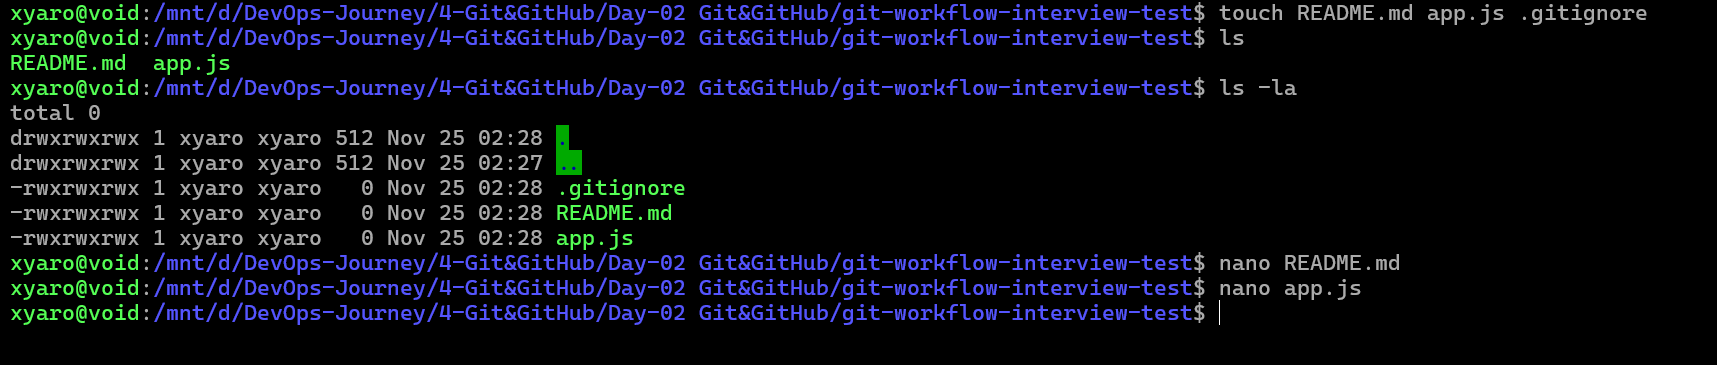 xyaro@void:/mnt/d/DevOps-Journey/4-Git&GitHub/Day-02 Git&GitHub/git-workflow-interview-test$ touch README.md app.js .gitignore
xyaro@void:/mnt/d/DevOps-Journey/4-Git&GitHub/Day-02 Git&GitHub/git-workflow-interview-test$ ls
README.md  app.js
xyaro@void:/mnt/d/DevOps-Journey/4-Git&GitHub/Day-02 Git&GitHub/git-workflow-interview-test$ ls -la
total 0
drwxrwxrwx 1 xyaro xyaro 512 Nov 25 02:28 .
drwxrwxrwx 1 xyaro xyaro 512 Nov 25 02:27 ..
-rwxrwxrwx 1 xyaro xyaro   0 Nov 25 02:28 .gitignore
-rwxrwxrwx 1 xyaro xyaro   0 Nov 25 02:28 README.md
-rwxrwxrwx 1 xyaro xyaro   0 Nov 25 02:28 app.js
xyaro@void:/mnt/d/DevOps-Journey/4-Git&GitHub/Day-02 Git&GitHub/git-workflow-interview-test$ nano README.md
xyaro@void:/mnt/d/DevOps-Journey/4-Git&GitHub/Day-02 Git&GitHub/git-workflow-interview-test$ nano app.js
xyaro@void:/mnt/d/DevOps-Journey/4-Git&GitHub/Day-02 Git&GitHub/git-workflow-interview-test$